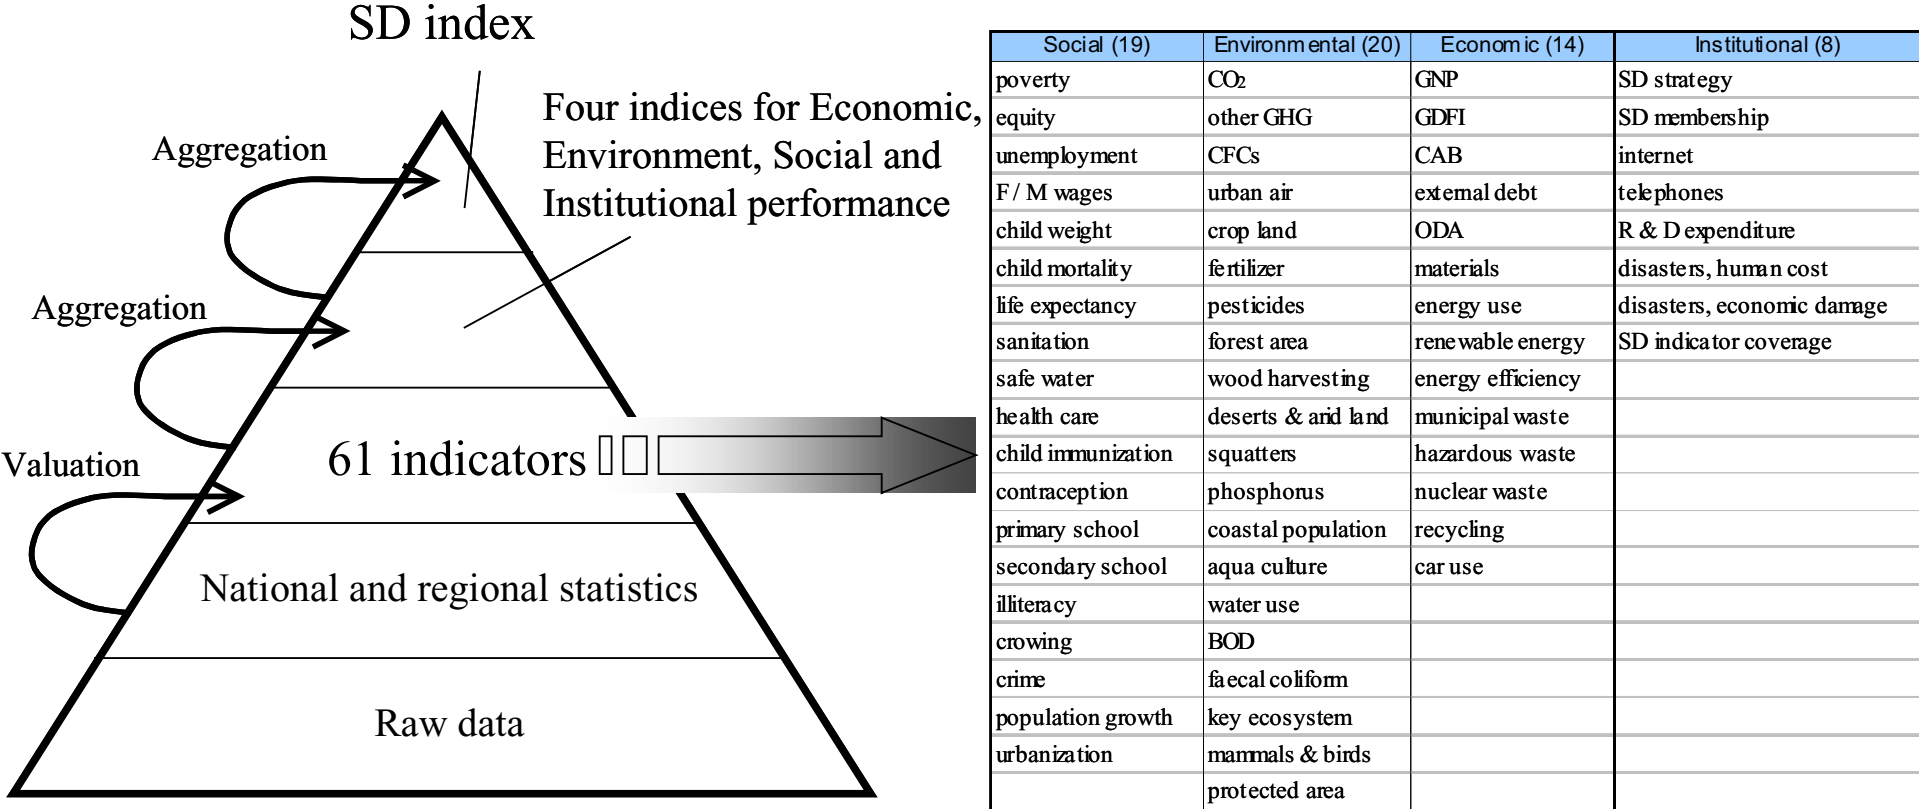 SD index
Four indices for Economic,
Environment, Social and
Institutional performance
Aggregation
Aggregation
Valuation
61 indicators
National and regional statistics
Raw data
Social (19) Environmental (20) Economic (14) Institutional (8)
poverty CO2 GNP SD strategy
equity other GHG GDFI SD membership
unemployment CFCs CAB internet
F / M wages urban air external debt telephones
child weight crop land ODA R & D expenditure
child mortality fertilizer materials disasters, human cost
life expectancy pesticides energy use disasters, economic damage
sanitation forest area renewable energy SD indicator coverage
safe water wood harvesting energy efficiency
health care deserts & arid land municipal waste
child immunization squatters hazardous waste
contraception phosphorus nuclear waste
primary school coastal population recycling
secondary school aqua culture car use
illiteracy water use
crowing BOD
crime faecal coliform
population growth key ecosystem
urbanization mammals & birds
protected area